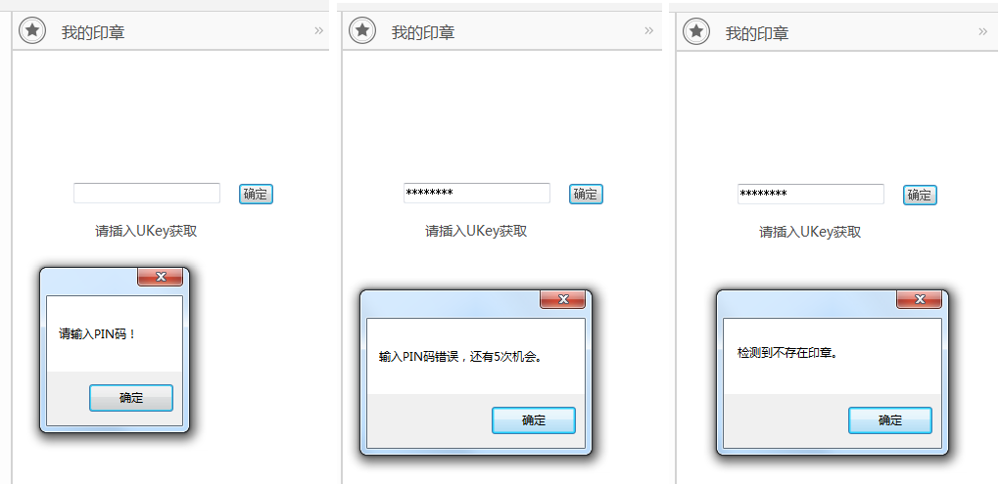 我的印章 »
确定
请插入UKey获取
请输入PIN码！
确定
我的印章 »
******** 确定
请插入UKey获取
输入PIN码错误，还有5次机会。
确定
我的印章 »
******** 确定
请插入UKey获取
检测到不存在印章。
确定